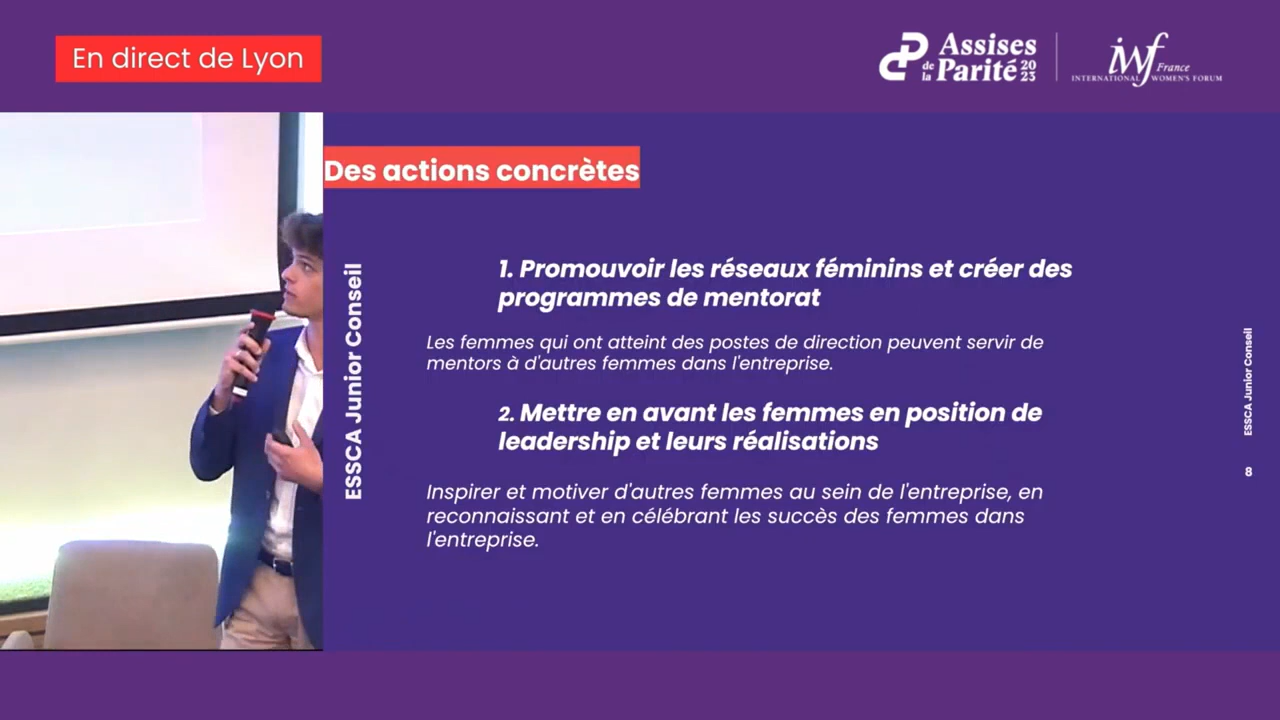 En direct de Lyon
Assises
de la Parité 2023
iwf France
INTERNATIONAL WOMEN'S FORUM
Des actions concrètes
ESSCA Junior Conseil
1. Promouvoir les réseaux féminins et créer des
programmes de mentorat
Les femmes qui ont atteint des postes de direction peuvent servir de
mentors à d'autres femmes dans l'entreprise.
2. Mettre en avant les femmes en position de
leadership et leurs réalisations
Inspirer et motiver d'autres femmes au sein de l'entreprise, en
reconnaissant et en célébrant les succès des femmes dans
l'entreprise.
ESSCA Junior Conseil
8